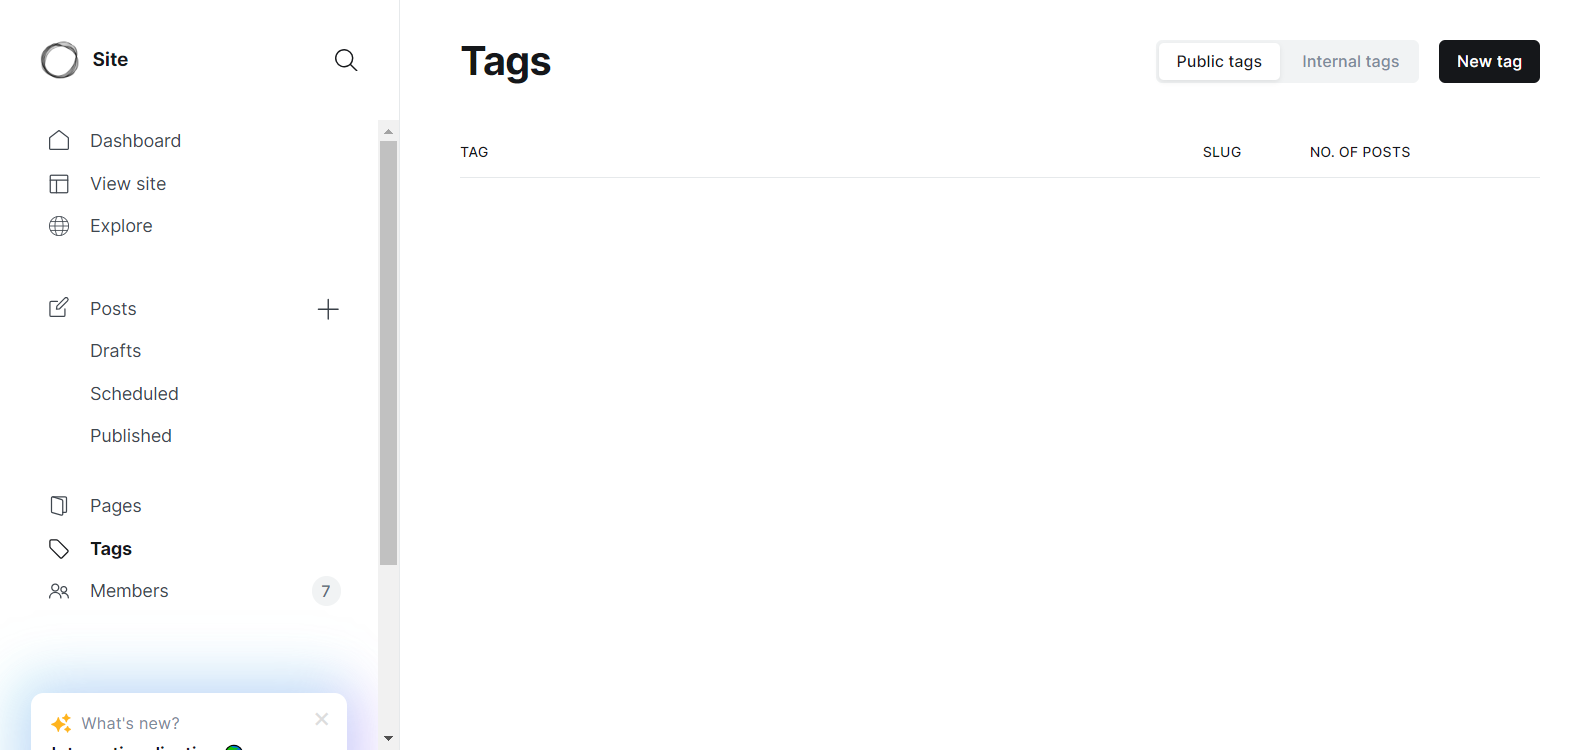 Site
Dashboard
View site
Explore
Posts
Drafts
Scheduled
Published
Pages
Tags
Members 7
What's new?
Tags
Public tags Internal tags New tag
TAG SLUG NO. OF POSTS